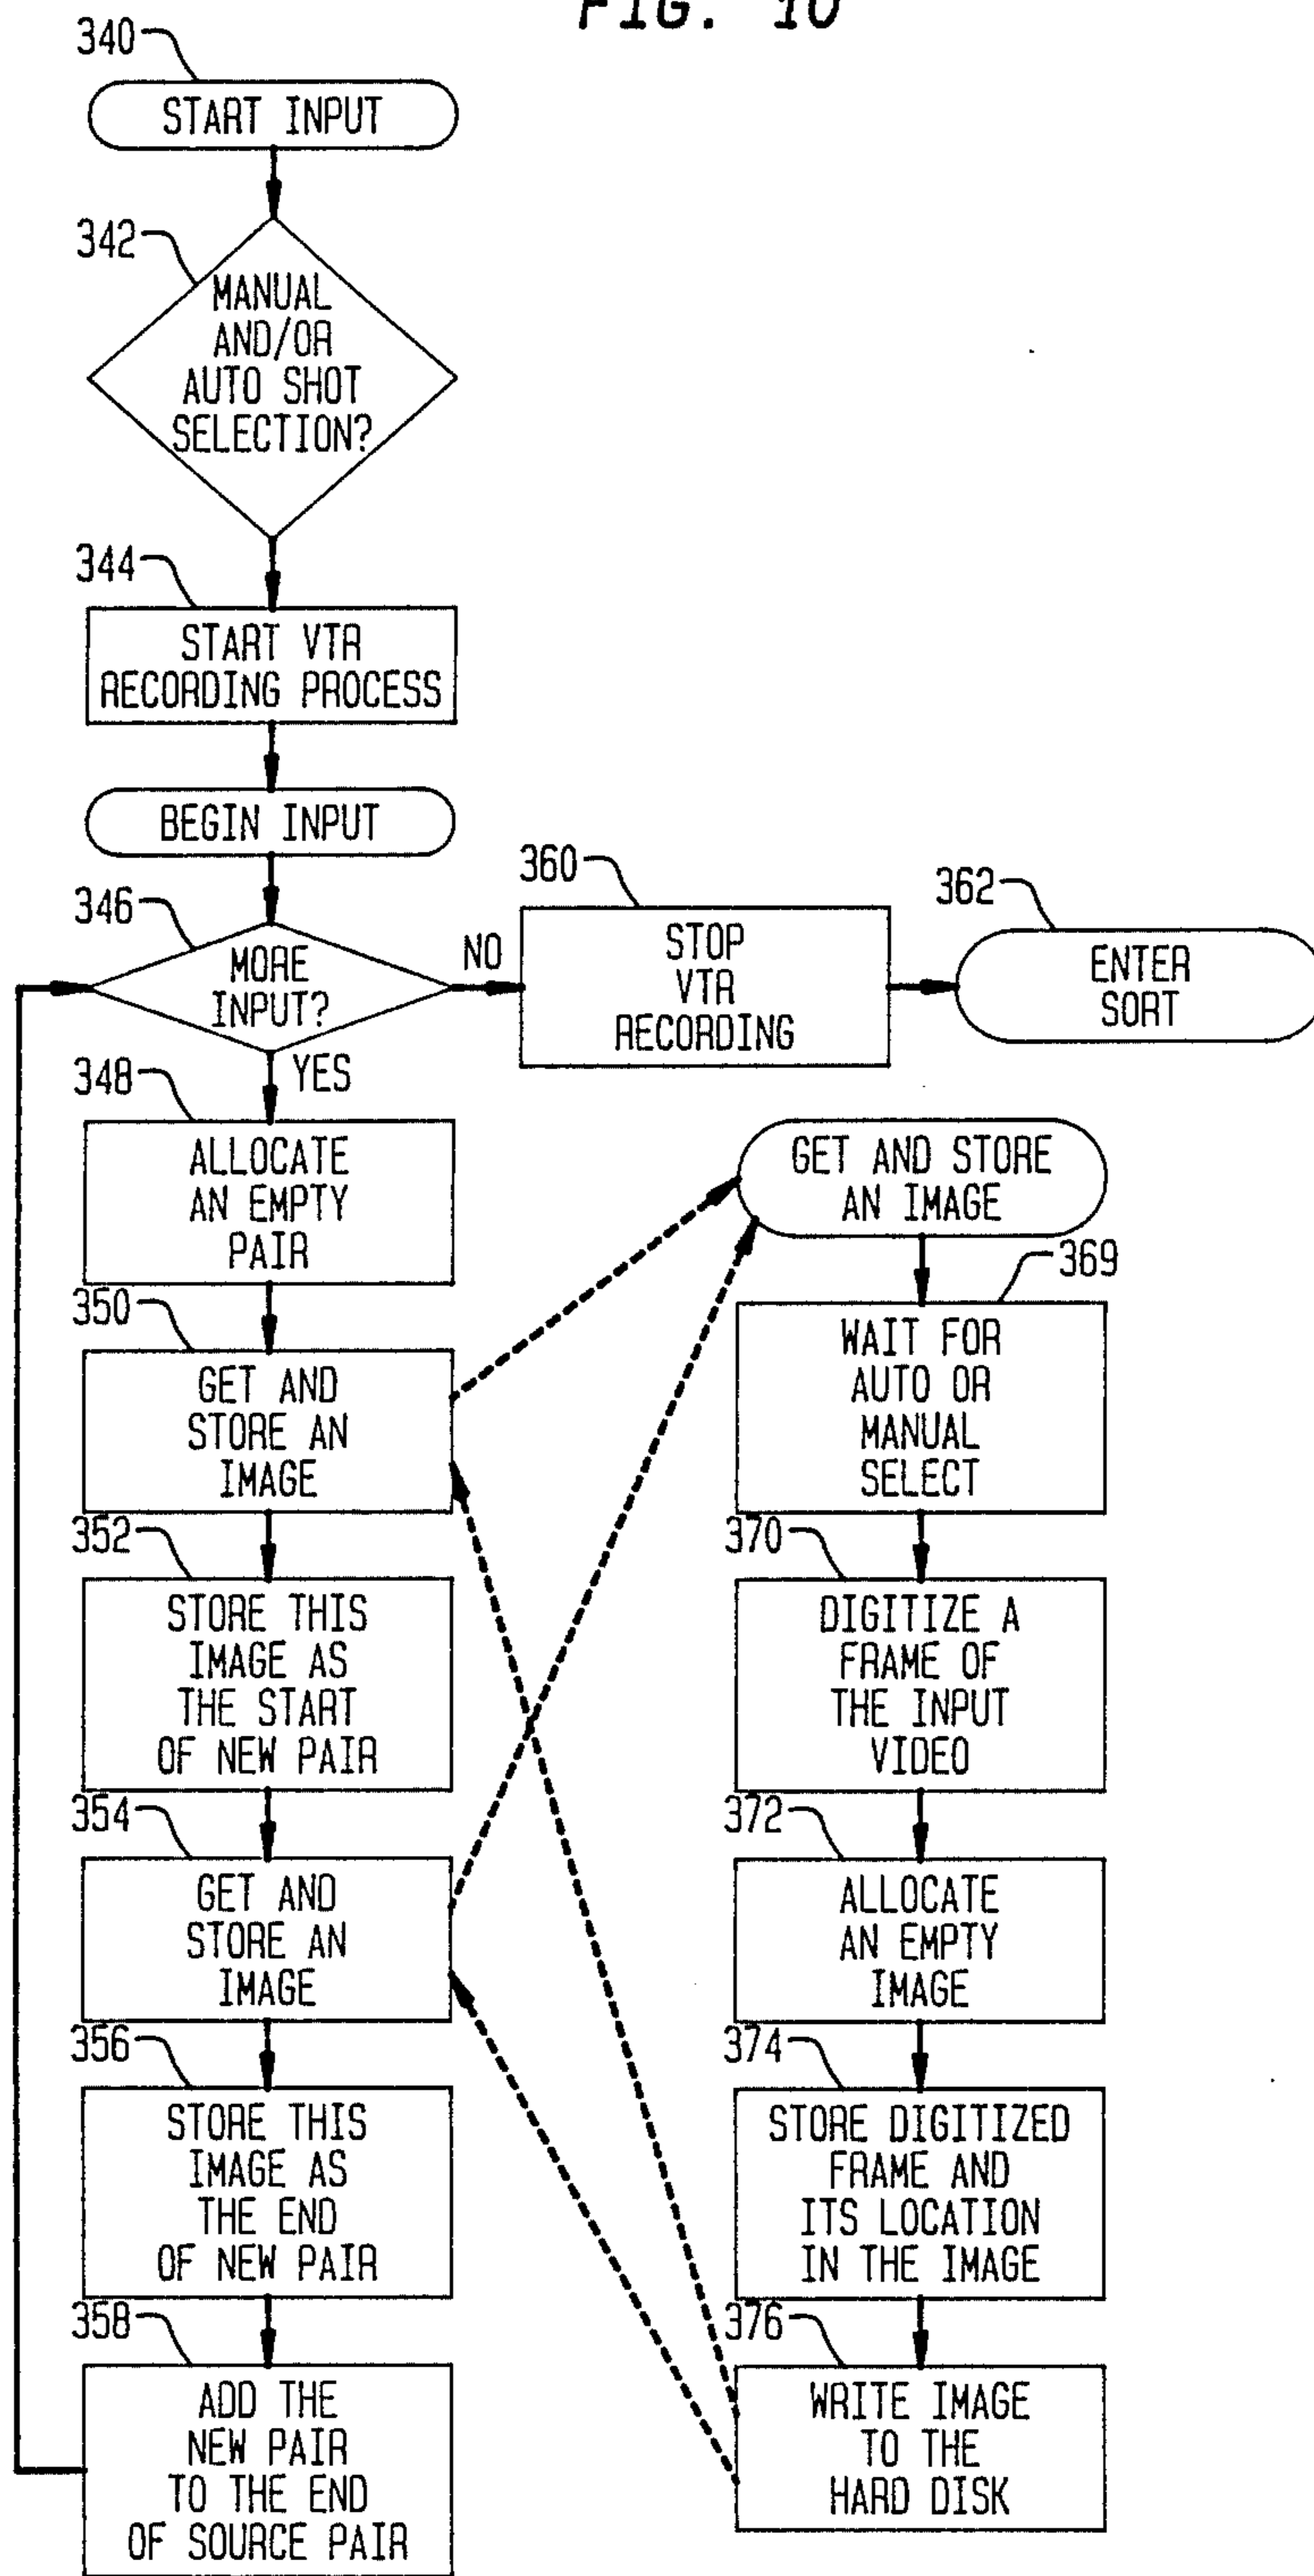 FIG. 10
340
START INPUT
342
MANUAL
AND/OR
AUTO SHOT
SELECTION?
344
START VTR
RECORDING PROCESS
BEGIN INPUT
346
MORE
INPUT?
NO
YES
360
STOP
VTR
RECORDING
362
ENTER
SORT
348
ALLOCATE
AN EMPTY
PAIR
350
GET AND
STORE AN
IMAGE
352
STORE THIS
IMAGE AS
THE START
OF NEW PAIR
354
GET AND
STORE AN
IMAGE
356
STORE THIS
IMAGE AS
THE END
OF NEW PAIR
358
ADD THE
NEW PAIR
TO THE END
OF SOURCE PAIR
GET AND STORE
AN IMAGE
369
WAIT FOR
AUTO OR
MANUAL
SELECT
370
DIGITIZE A
FRAME OF
THE INPUT
VIDEO
372
ALLOCATE
AN EMPTY
IMAGE
374
STORE DIGITIZED
FRAME AND
ITS LOCATION
IN THE IMAGE
376
WRITE IMAGE
TO THE
HARD DISK